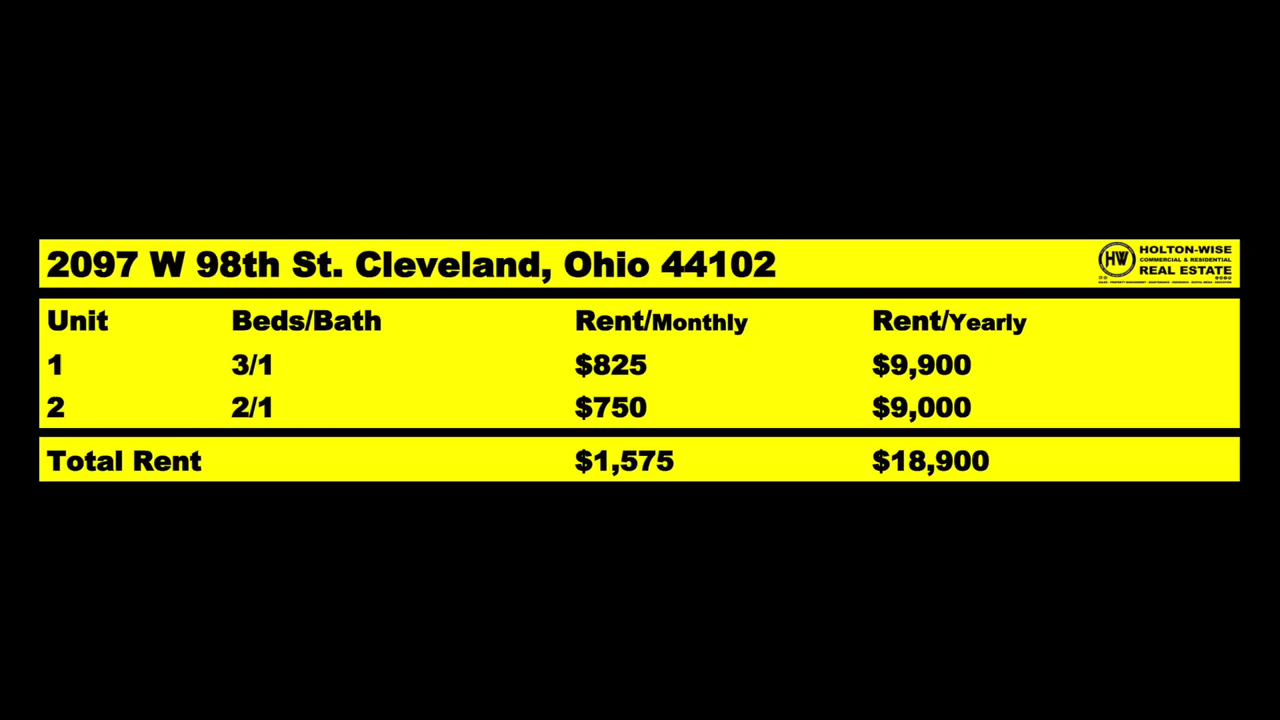 2097 W 98th St. Cleveland, Ohio 44102
HOLTON-WISE
COMMERCIAL & RESIDENTIAL
REAL ESTATE
HW
Unit Beds/Bath Rent/Monthly Rent/Yearly
1 3/1 $825 $9,900
2 2/1 $750 $9,000
Total Rent $1,575 $18,900